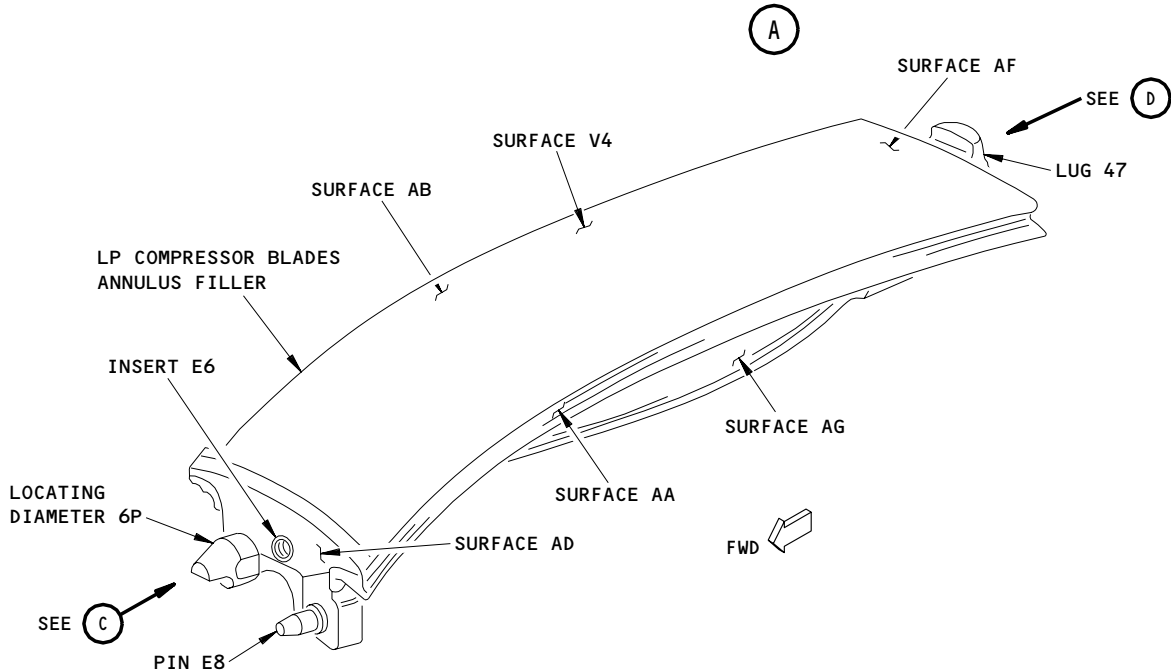 A
SURFACE AF
SEE D
SURFACE V4
LUG 47
SURFACE AB
LP COMPRESSOR BLADES
ANNULUS FILLER
INSERT E6
SURFACE AG
LOCATING
DIAMETER 6P
SURFACE AA
SURFACE AD
FWD
SEE C
PIN E8